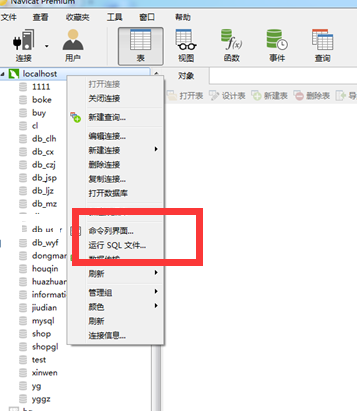 Navicat Premium
文件 查看 收藏夹 工具 窗口 帮助
连接 用户 表 视图 函数 事件 查询
localhost
对象
打开表 设计表 新建表 删除表
1111
boke
buy
cl
db_clh
db_cx
db_czj
db_jsp
db_ljz
db_mz
db_wyf
dongmar
houqin
huazhuan
informati
jiudian
mysql
shop
shopgl
test
xinwen
yg
yggz
打开连接
关闭连接
新建查询...
编辑连接...
新建连接
删除连接
复制连接...
打开数据库
命令列界面...
运行 SQL 文件...
数据传输...
刷新
管理组
颜色
刷新
连接信息...